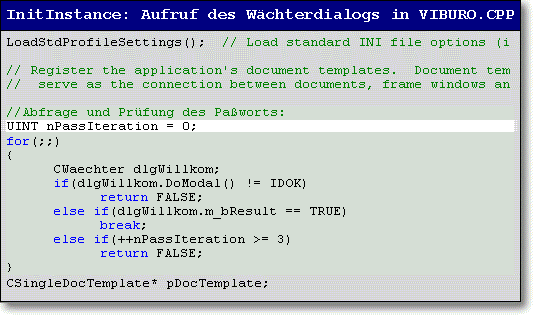 InitInstance: Aufruf des Wächterdialogs in VIBURO.CPP
LoadStdProfileSettings();  // Load standard INI file options (i
// Register the application's document templates.  Document tem
//  serve as the connection between documents, frame windows an
//Abfrage und Prüfung des Paßworts:
UINT nPassIteration = 0;
for(;;)
{
      CWaechter dlgWillkom;
      if(dlgWillkom.DoModal() != IDOK)
            return FALSE;
      else if(dlgWillkom.m_bResult == TRUE)
            break;
      else if(++nPassIteration >= 3)
            return FALSE;
}
CSingleDocTemplate* pDocTemplate;